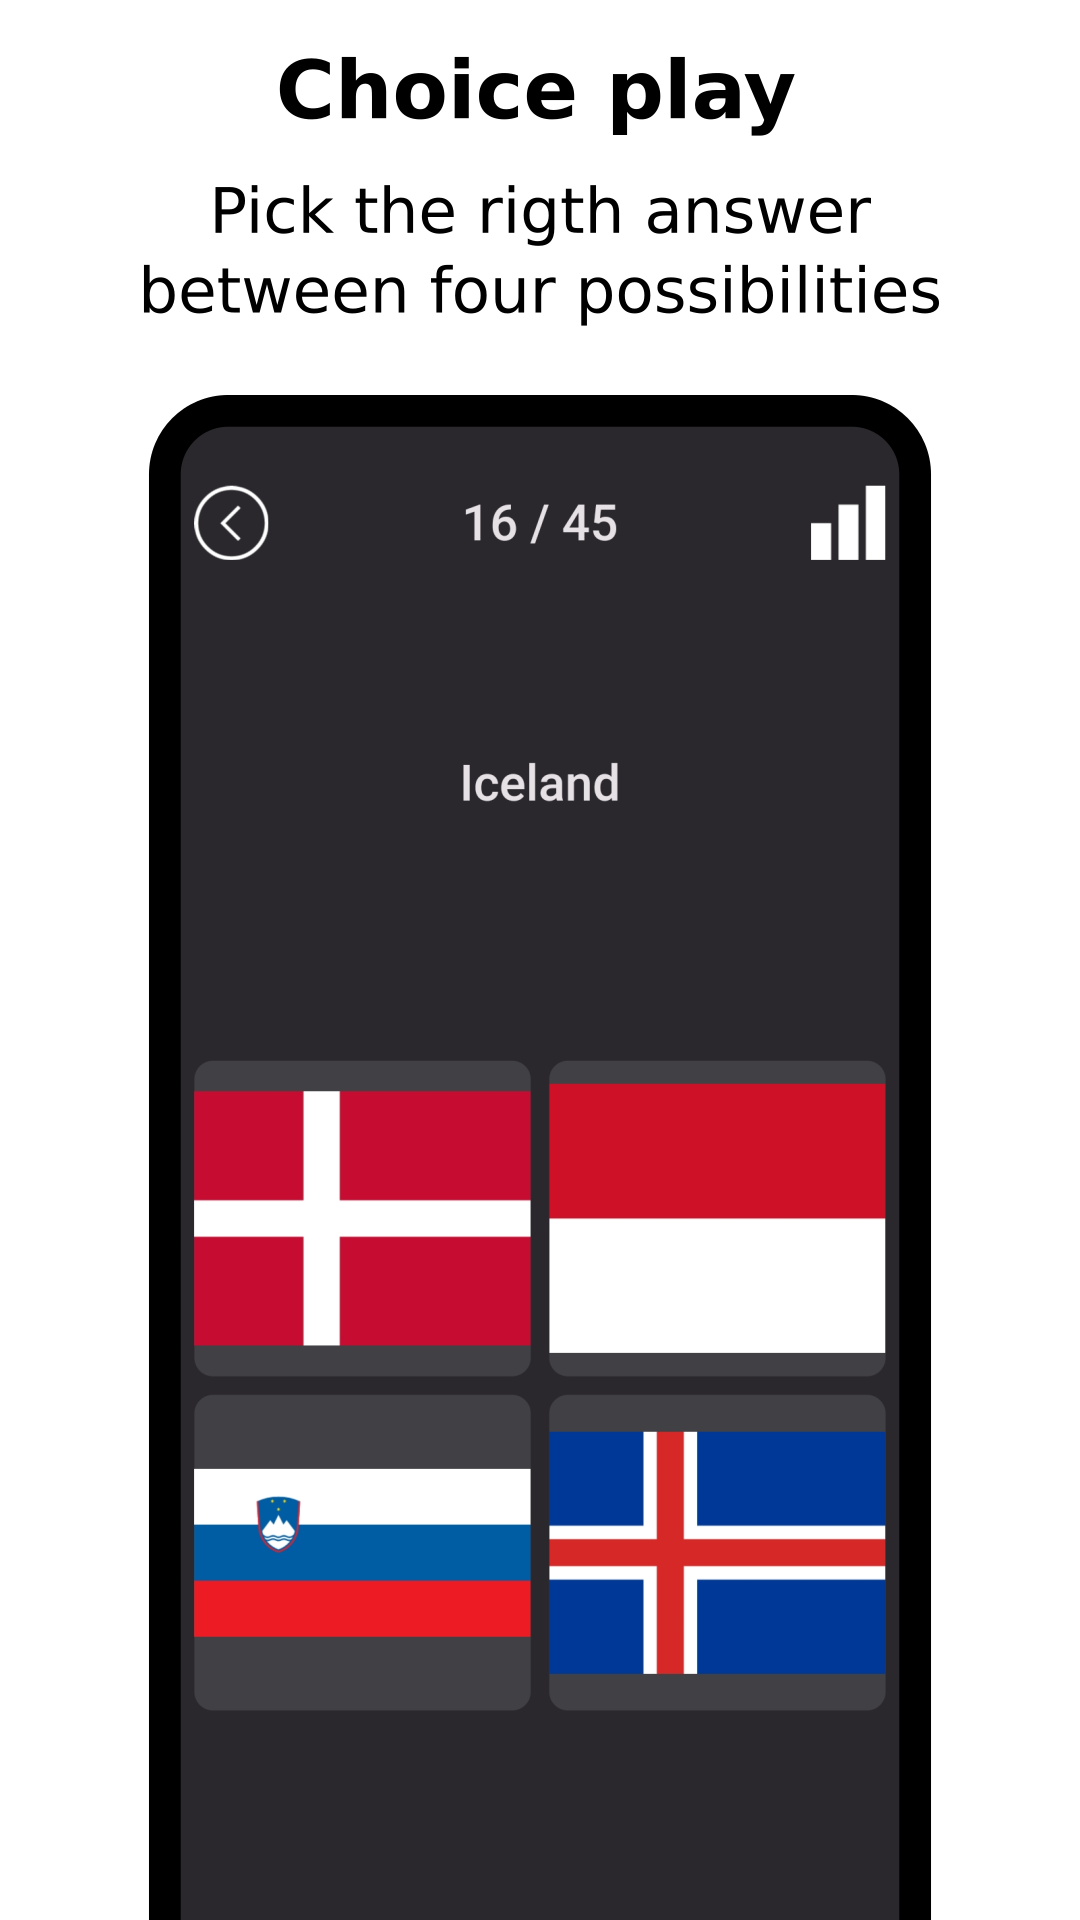 Choice play
Pick the rigth answer
between four possibilities
16 / 45
Iceland